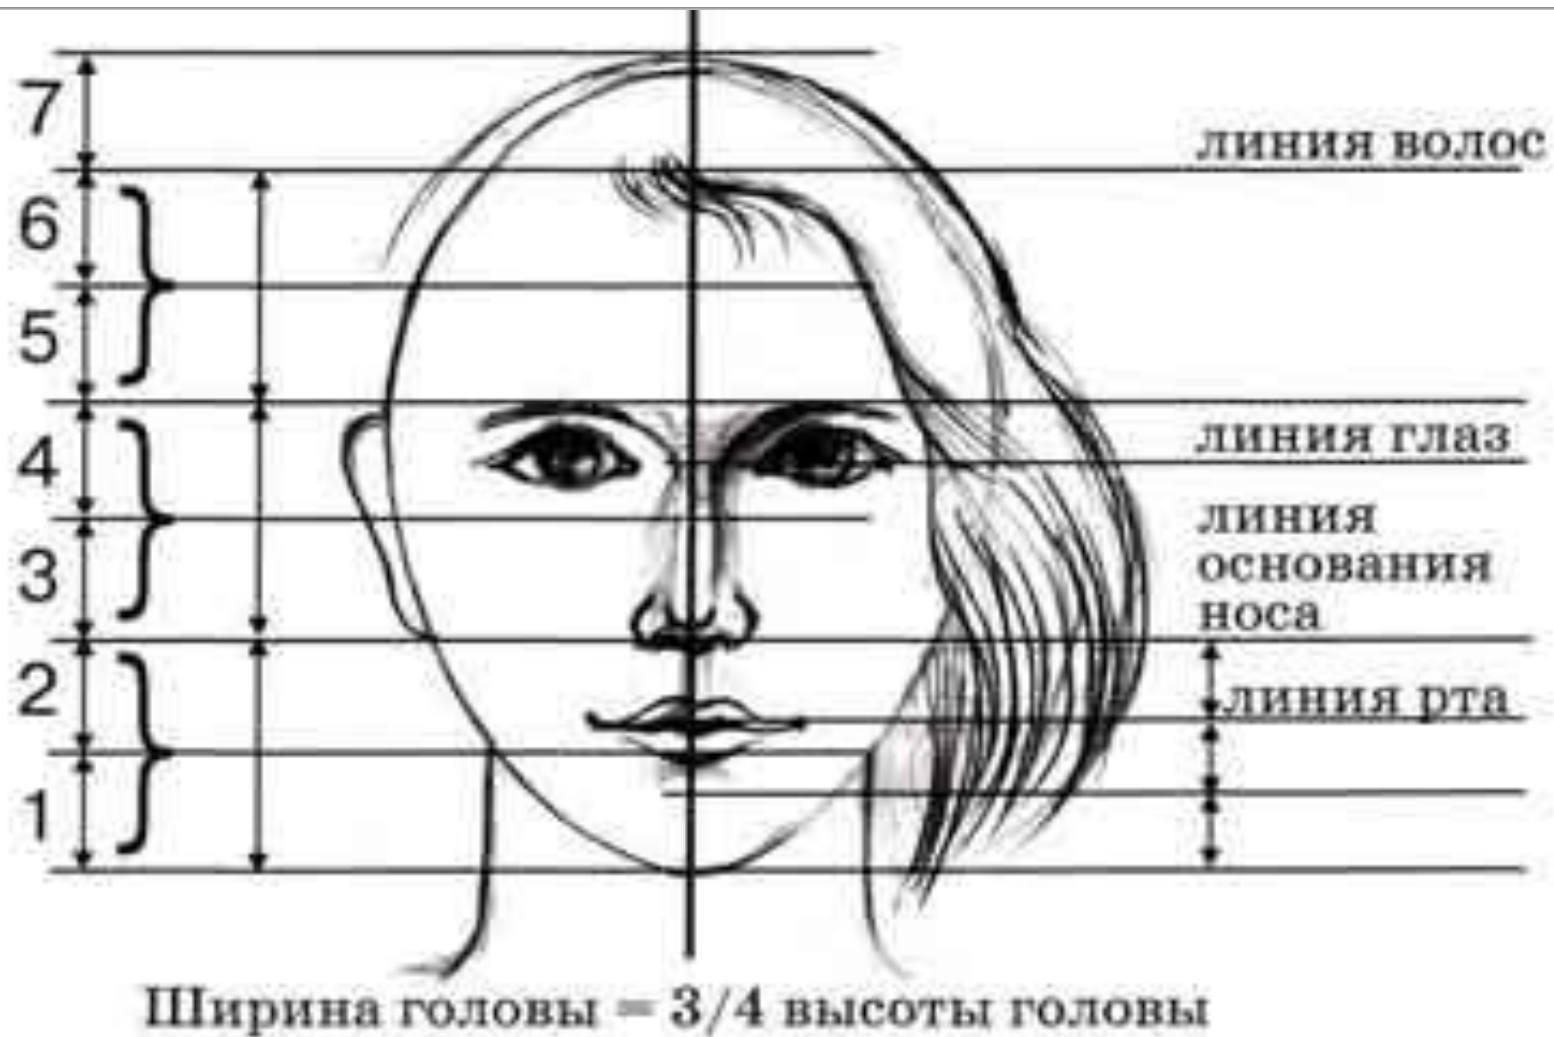 7
линия волос
6
5
линия глаз
4
линия
основания
носа
3
2
линия рта
1
Ширина головы = 3/4 высоты головы